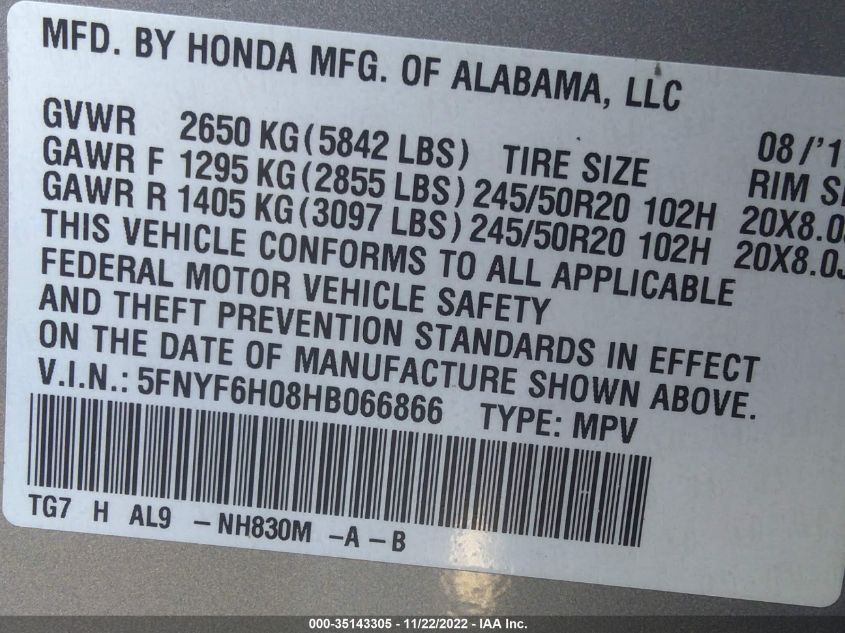 MFD. BY HONDA MFG. OF ALABAMA, LLC
08/'1
GVWR 2650 KG(5842 LBS) TIRE SIZE RIM SI
GAWR F 1295 KG(2855 LBS) 245/50R20 102H 20X8.0J
GAWR R 1405 KG(3097 LBS) 245/50R20 102H 20X8.0J
THIS VEHICLE CONFORMS TO ALL APPLICABLE
FEDERAL MOTOR VEHICLE SAFETY
AND THEFT PREVENTION STANDARDS IN EFFECT
ON THE DATE OF MANUFACTURE SHOWN ABOVE.
V.I.N.: 5FNYF6H08HB066866 TYPE: MPV
TG7 H AL9 -NH830M -A-B
000-35143305 - 11/22/2022 - IAA Inc.